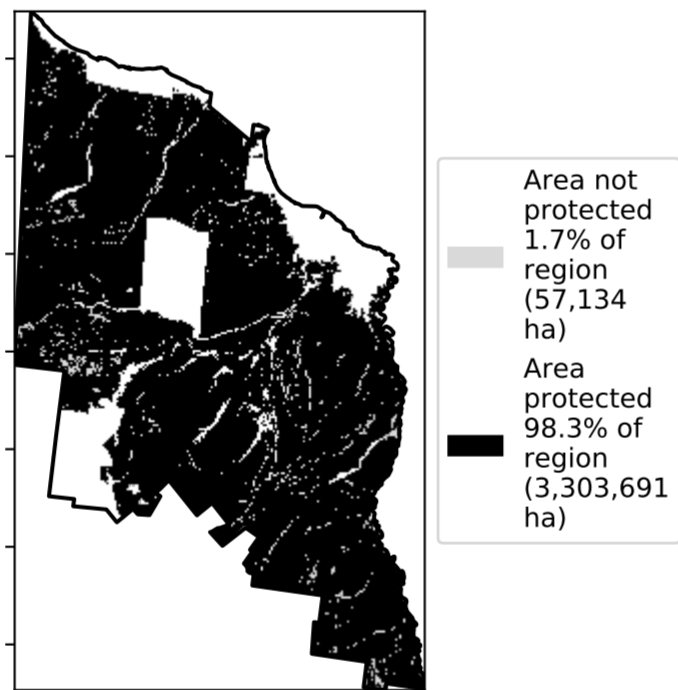 Area not
protected
1.7% of
region
(57,134
ha)
Area
protected
98.3% of
region
(3,303,691
ha)